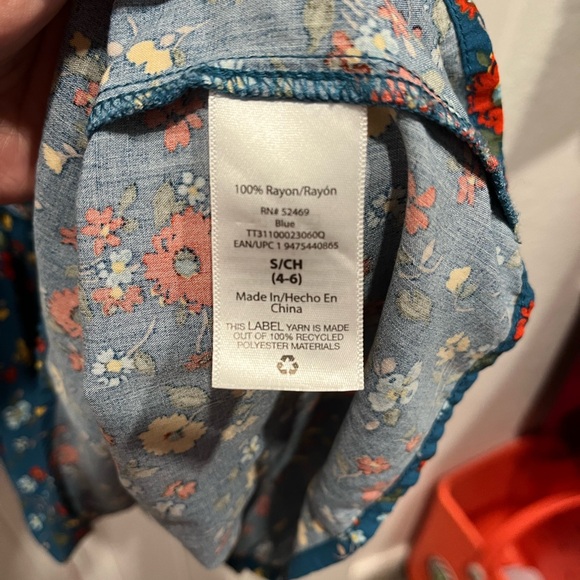 100% Rayon/Rayón
RN# 52469
Blue
TT31100023060Q
EAN/UPC 1 9475440865
S/CH
(4-6)
Made In/Hecho En
China
THIS LABEL YARN IS MADE
OUT OF 100% RECYCLED
POLYESTER MATERIALS